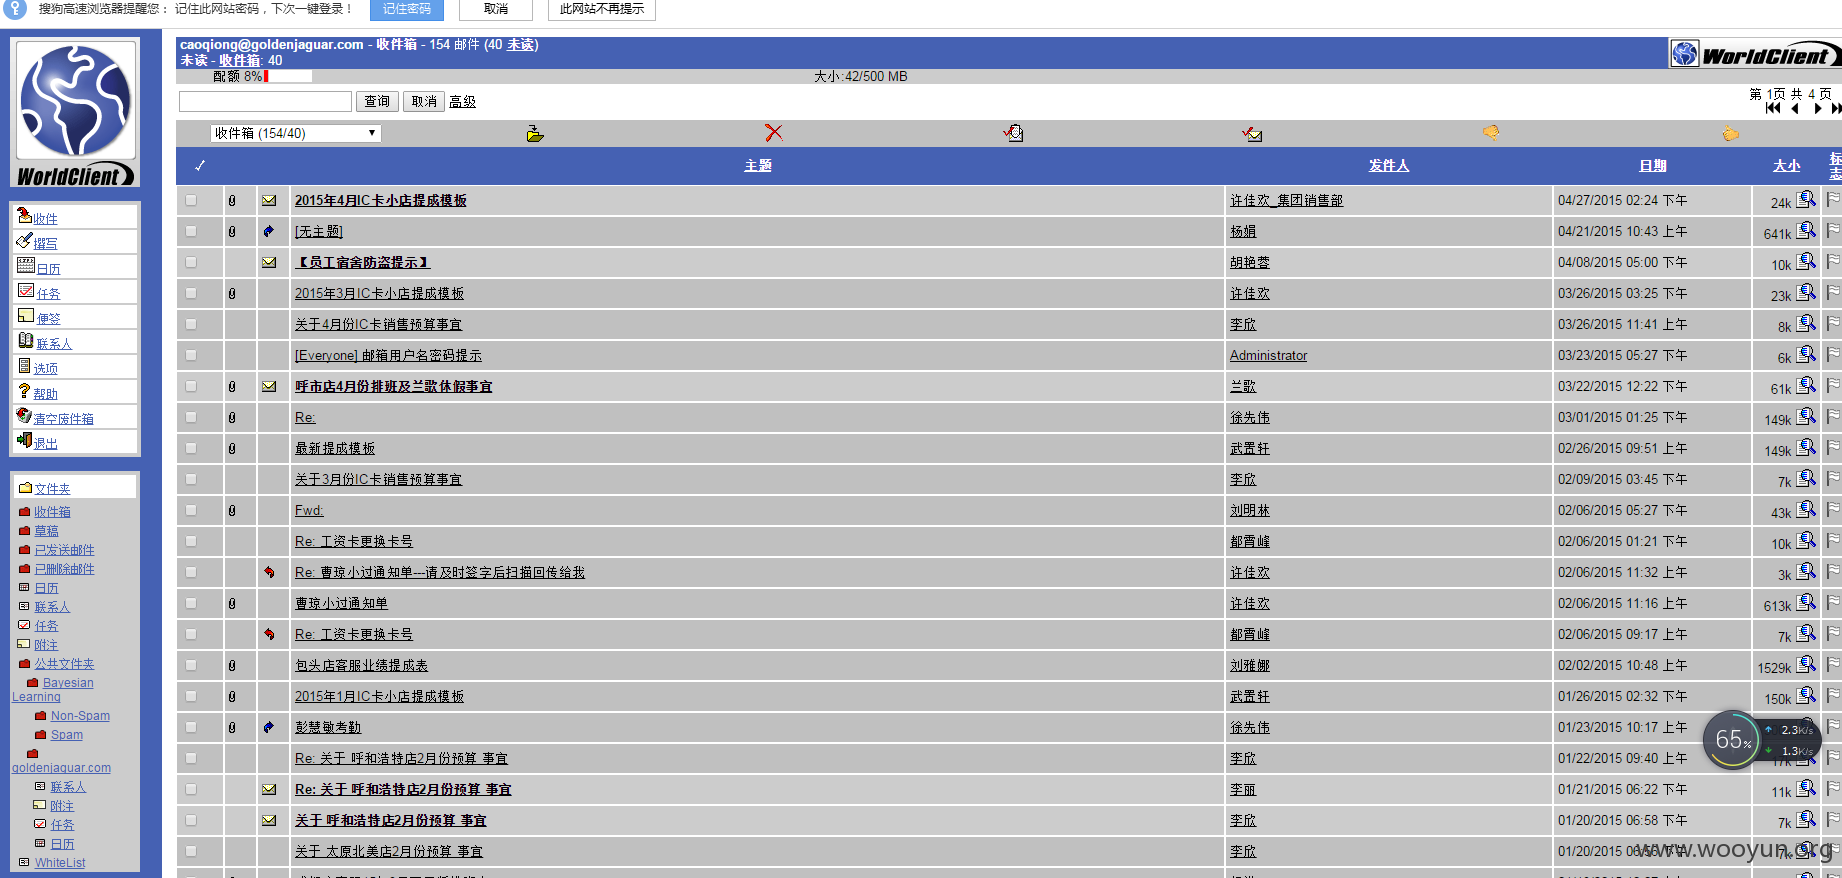 搜狗高速浏览器提醒您： 记住此网站密码，下次一键登录！ 记住密码 取消 此网站不再提示
caoqiong@goldenjaguar.com - 收件箱 - 154 邮件 (40 未读)
未读 - 收件箱: 40
WorldClient
配额 8% 大小:42/500 MB
查询 取消 高级
第 1页 共 4 页
收件箱 (154/40)
主题 发件人 日期 大小 标志
2015年4月IC卡小店提成模板 许佳欢_集团销售部 04/27/2015 02:24 下午 24k
[无主题] 杨娟 04/21/2015 10:43 上午 641k
【员工宿舍防盗提示】 胡艳蓉 04/08/2015 05:00 下午 10k
2015年3月IC卡小店提成模板 许佳欢 03/26/2015 03:25 下午 23k
关于4月份IC卡销售预算事宜 李欣 03/26/2015 11:41 上午 8k
[Everyone] 邮箱用户名密码提示 Administrator 03/23/2015 05:27 下午 6k
呼市店4月份排班及兰歌休假事宜 兰歌 03/22/2015 12:22 下午 61k
Re: 徐先伟 03/01/2015 01:25 下午 149k
最新提成模板 武置轩 02/26/2015 09:51 上午 149k
关于3月份IC卡销售预算事宜 李欣 02/09/2015 03:45 下午 7k
Fwd: 刘明林 02/06/2015 05:27 下午 43k
Re: 工资卡更换卡号 都霄峰 02/06/2015 01:21 下午 10k
Re: 曹琼小过通知单---请及时签字后扫描回传给我 许佳欢 02/06/2015 11:32 上午 3k
曹琼小过通知单 许佳欢 02/06/2015 11:16 上午 613k
Re: 工资卡更换卡号 都霄峰 02/06/2015 09:17 上午 7k
包头店客服业绩提成表 刘雅娜 02/02/2015 10:48 上午 1529k
2015年1月IC卡小店提成模板 武置轩 01/26/2015 02:32 下午 150k
彭慧敏考勤 徐先伟 01/23/2015 10:17 上午
Re: 关于 呼和浩特店2月份预算 事宜 李欣 01/22/2015 09:40 上午 17k
Re: 关于 呼和浩特店2月份预算 事宜 李丽 01/21/2015 06:22 下午 11k
关于 呼和浩特店2月份预算 事宜 李欣 01/20/2015 06:58 下午 7k
关于 太原北美店2月份预算 事宜 李欣 01/20/2015 06:56 下午 7k
WorldClient
收件
撰写
日历
任务
便签
联系人
选项
帮助
清空废件箱
退出
文件夹
收件箱
草稿
已发送邮件
已删除邮件
日历
联系人
任务
附注
公共文件夹
Bayesian
Learning
Non-Spam
Spam
goldenjaguar.com
联系人
附注
任务
日历
WhiteList
65%
2.3K/s
1.3K/s
www.wooyun.org